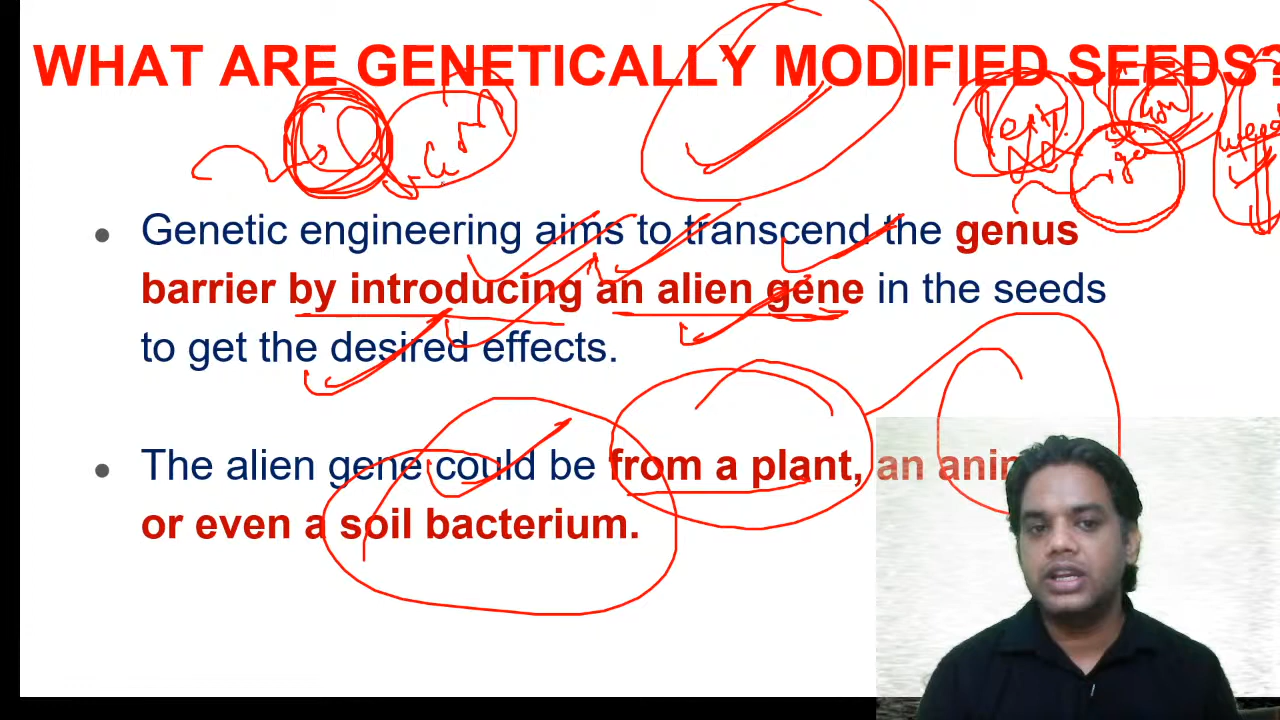 WHAT ARE GENETICALLY MODIFIED SEEDS?
Genetic engineering aims to transcend the genus
barrier by introducing an alien gene in the seeds
to get the desired effects.
The alien gene could be from a plant, an
or even a soil bacterium.